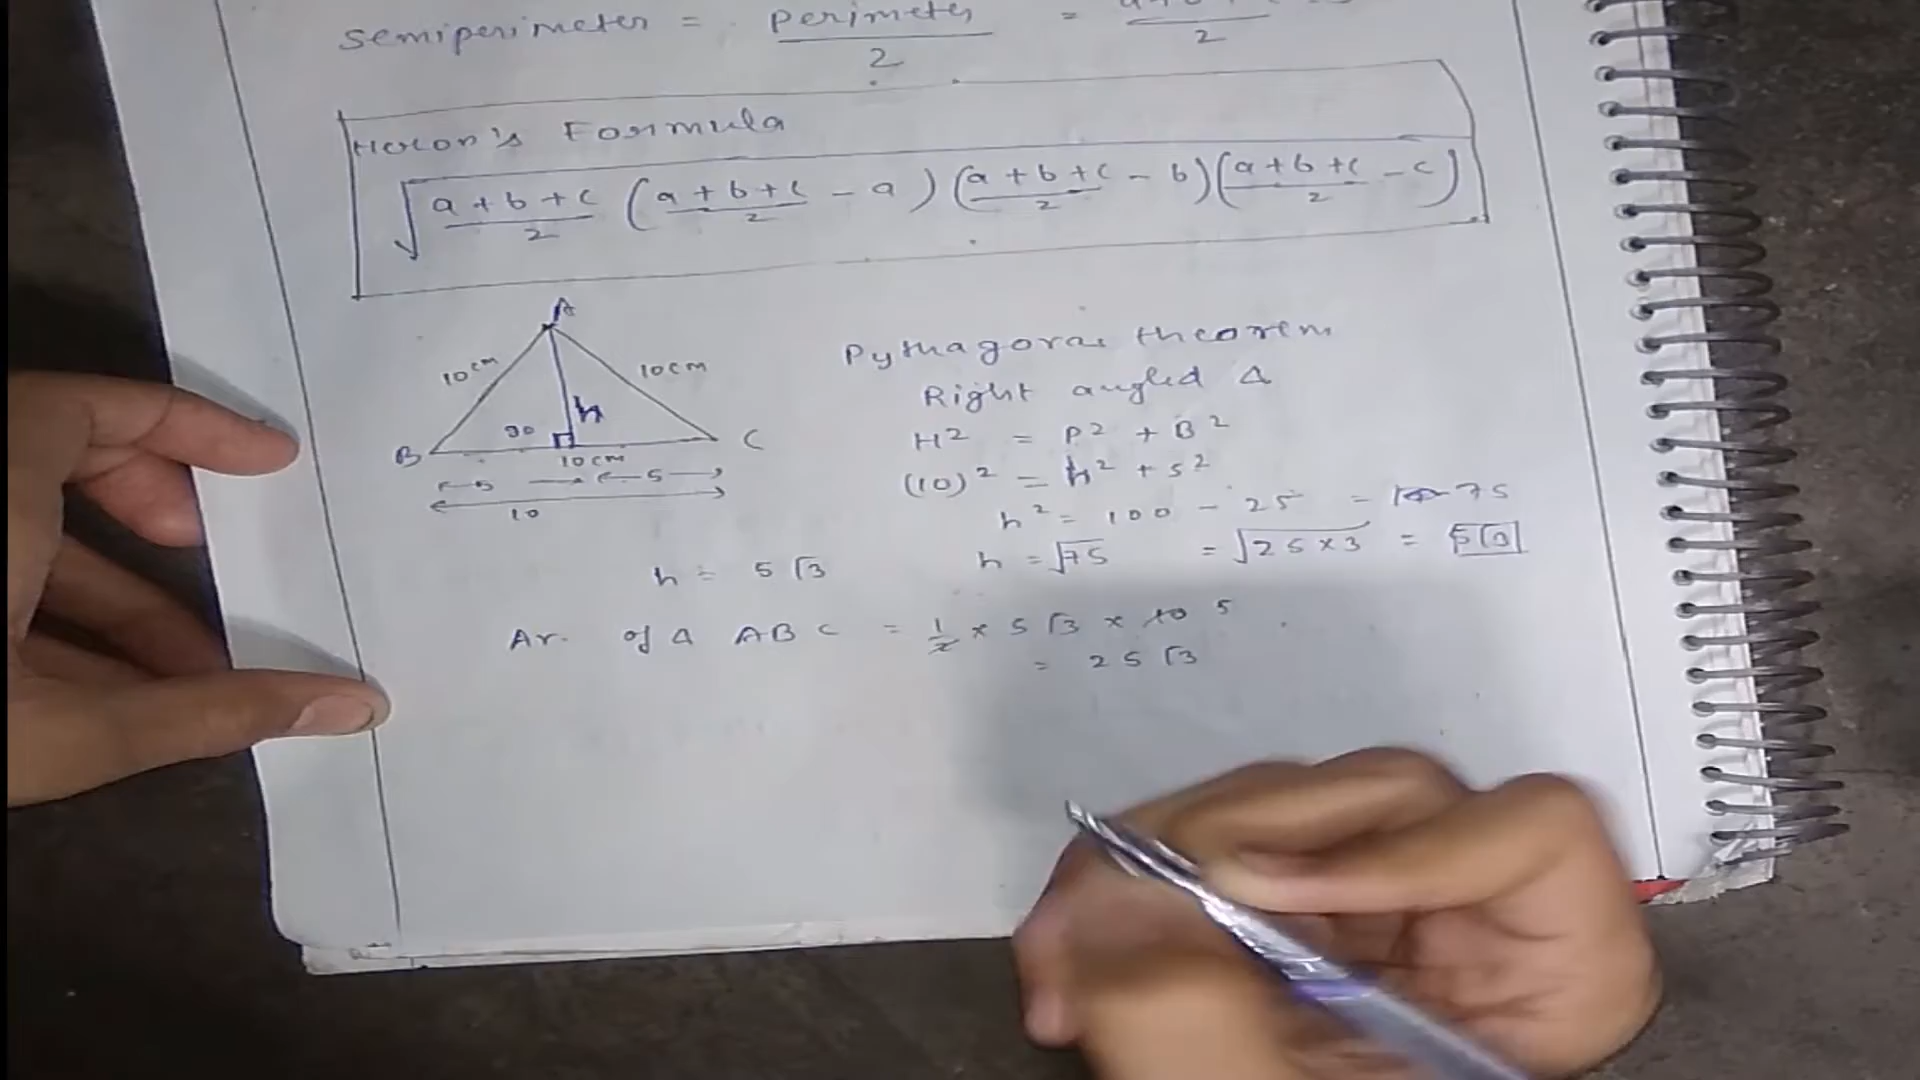 semiperimeter = perimeter / 2 = / 2
Heron's Formula
√ a+b+c / 2 (a+b+c / 2 - a) (a+b+c / 2 - b) (a+b+c / 2 - c)
A
10cm 10cm
h
90
B 10cm C
5 5
10
Pythagoras theorem
Right angled Δ
H² = P² + B²
(10)² = h² + 5²
h² = 100 - 25 = 75
h = √75 = √25×3 = 5√3
h = 5√3
Ar. of Δ ABC = 1/2 × 5√3 × 10 5
= 25√3